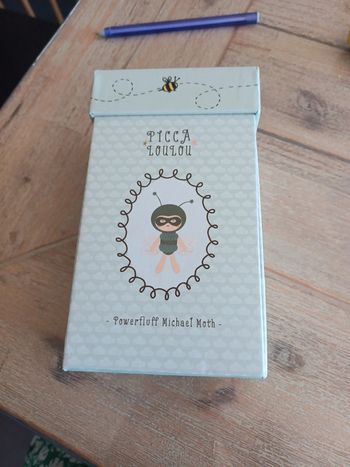 PICCA
LOULOU
- Powerfluff Michael Moth -